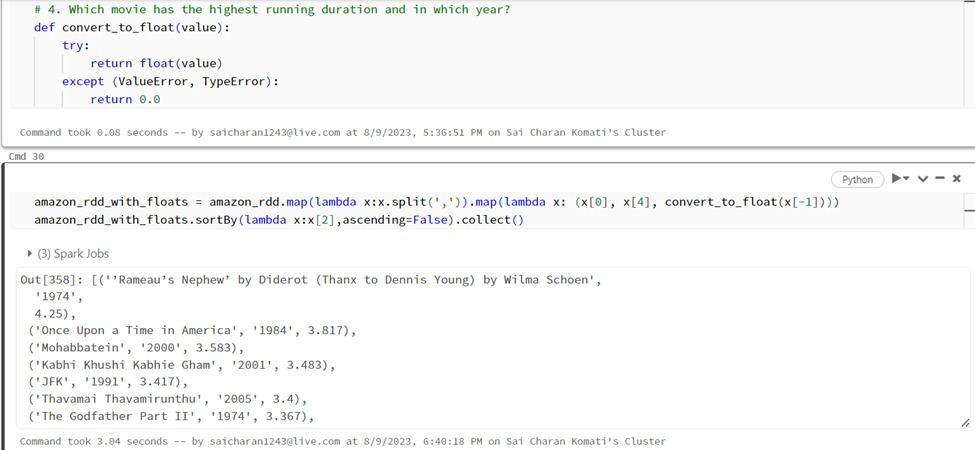 # 4. Which movie has the highest running duration and in which year?
def convert_to_float(value):
try:
return float(value)
except (ValueError, TypeError):
return 0.0
Command took 0.08 seconds -- by saicharan1243@live.com at 8/9/2023, 5:36:51 PM on Sai Charan Komati's Cluster
Cmd 30
Python
amazon_rdd_with_floats = amazon_rdd.map(lambda x:x.split(',')).map(lambda x: (x[0], x[4], convert_to_float(x[-1])))
amazon_rdd_with_floats.sortBy(lambda x:x[2],ascending=False).collect()
(3) Spark Jobs
Out[358]: [('’Rameau’s Nephew’ by Diderot (Thanx to Dennis Young) by Wilma Schoen',
'1974',
4.25),
('Once Upon a Time in America', '1984', 3.817),
('Mohabbatein', '2000', 3.583),
('Kabhi Khushi Kabhie Gham', '2001', 3.483),
('JFK', '1991', 3.417),
('Thavamai Thavamirunthu', '2005', 3.4),
('The Godfather Part II', '1974', 3.367),
Command took 3.04 seconds -- by saicharan1243@live.com at 8/9/2023, 6:40:18 PM on Sai Charan Komati's Cluster